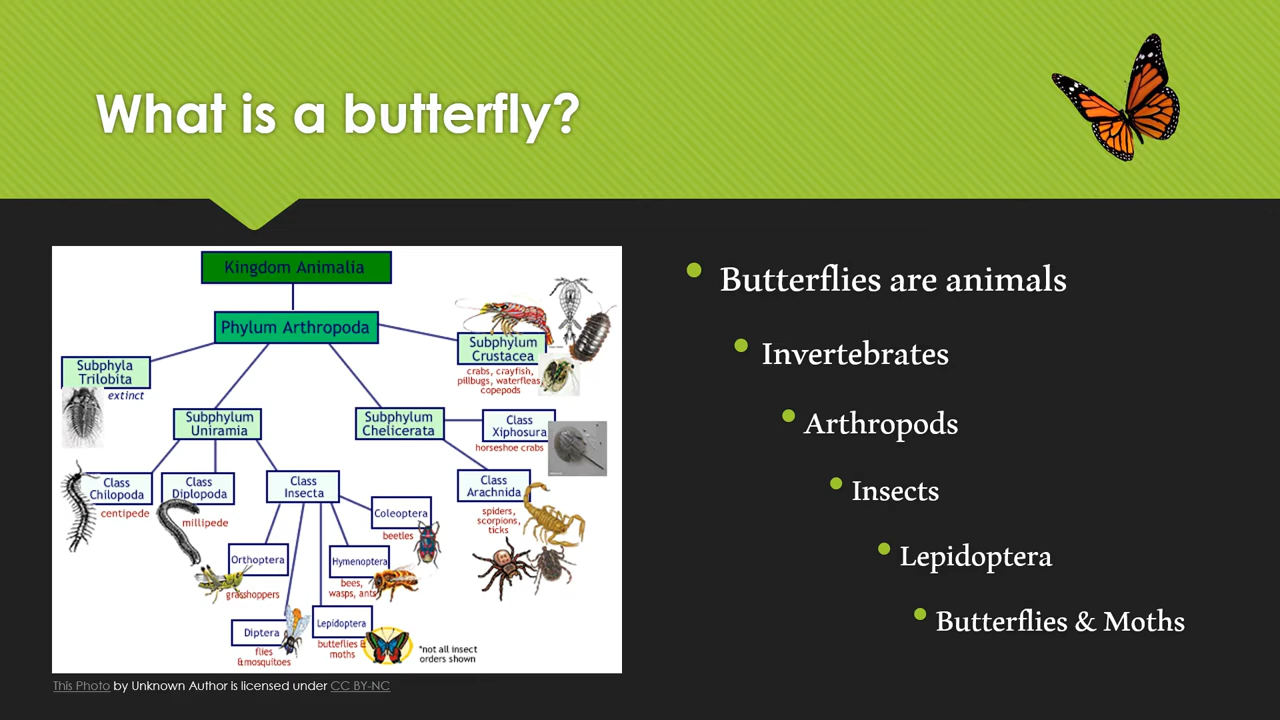 What is a butterfly?
Kingdom Animalia
Phylum Arthropoda
Subphyla
Trilobita
extinct
Subphylum
Crustacea
crabs, crayfish,
pillbugs, waterfleas,
copepods
Subphylum
Uniramia
Subphylum
Chelicerata
Class
Xiphosura
horseshoe crabs
Class
Chilopoda
centipede
Class
Diplopoda
millipede
Class
Insecta
Class
Arachnida
spiders,
scorpions,
ticks
Coleoptera
beetles
Orthoptera
grasshoppers
Hymenoptera
bees,
wasps, ants
Diptera
flies
&mosquitoes
Lepidoptera
butteflies &
moths
*not all insect
orders shown
This Photo by Unknown Author is licensed under CC BY-NC
• Butterflies are animals
• Invertebrates
• Arthropods
• Insects
• Lepidoptera
• Butterflies & Moths